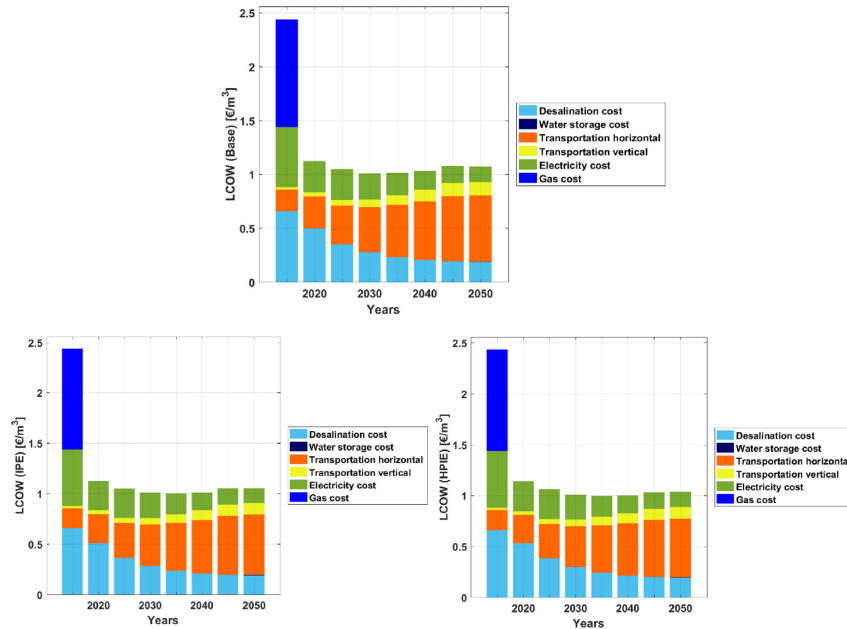 2.5
2
1.5
1
0.5
0
LCOW (Base) [€/m³]
2020
2030
2040
2050
Years
Desalination cost
Water storage cost
Transportation horizontal
Transportation vertical
Electricity cost
Gas cost
2.5
2
1.5
1
0.5
0
LCOW (IPE) [€/m³]
2020
2030
2040
2050
Years
Desalination cost
Water storage cost
Transportation horizontal
Transportation vertical
Electricity cost
Gas cost
2.5
2
1.5
1
0.5
0
LCOW (HPIE) [€/m³]
2020
2030
2040
2050
Years
Desalination cost
Water storage cost
Transportation horizonta
Transportation vertical
Electricity cost
Gas cost